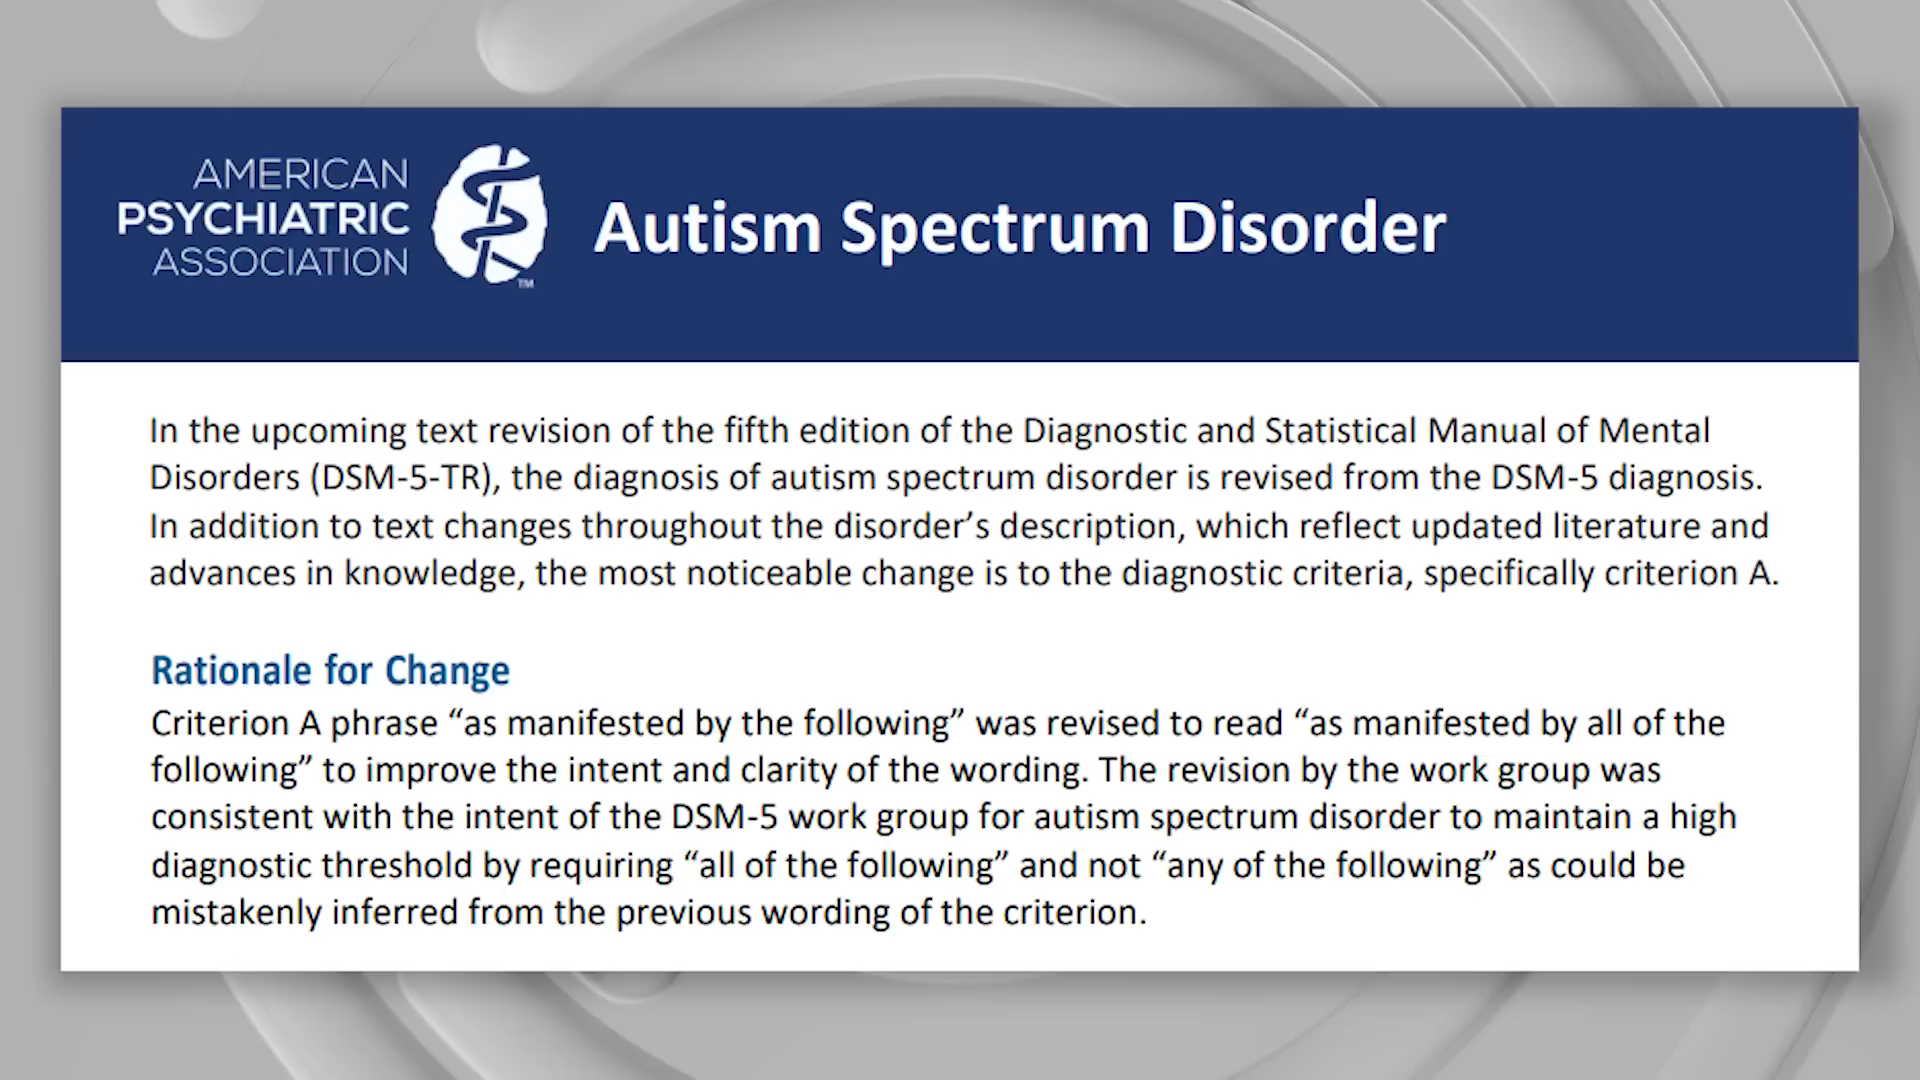 AMERICAN
PSYCHIATRIC
ASSOCIATION
TM
Autism Spectrum Disorder
In the upcoming text revision of the fifth edition of the Diagnostic and Statistical Manual of Mental
Disorders (DSM-5-TR), the diagnosis of autism spectrum disorder is revised from the DSM-5 diagnosis.
In addition to text changes throughout the disorder’s description, which reflect updated literature and
advances in knowledge, the most noticeable change is to the diagnostic criteria, specifically criterion A.
Rationale for Change
Criterion A phrase “as manifested by the following” was revised to read “as manifested by all of the
following” to improve the intent and clarity of the wording. The revision by the work group was
consistent with the intent of the DSM-5 work group for autism spectrum disorder to maintain a high
diagnostic threshold by requiring “all of the following” and not “any of the following” as could be
mistakenly inferred from the previous wording of the criterion.